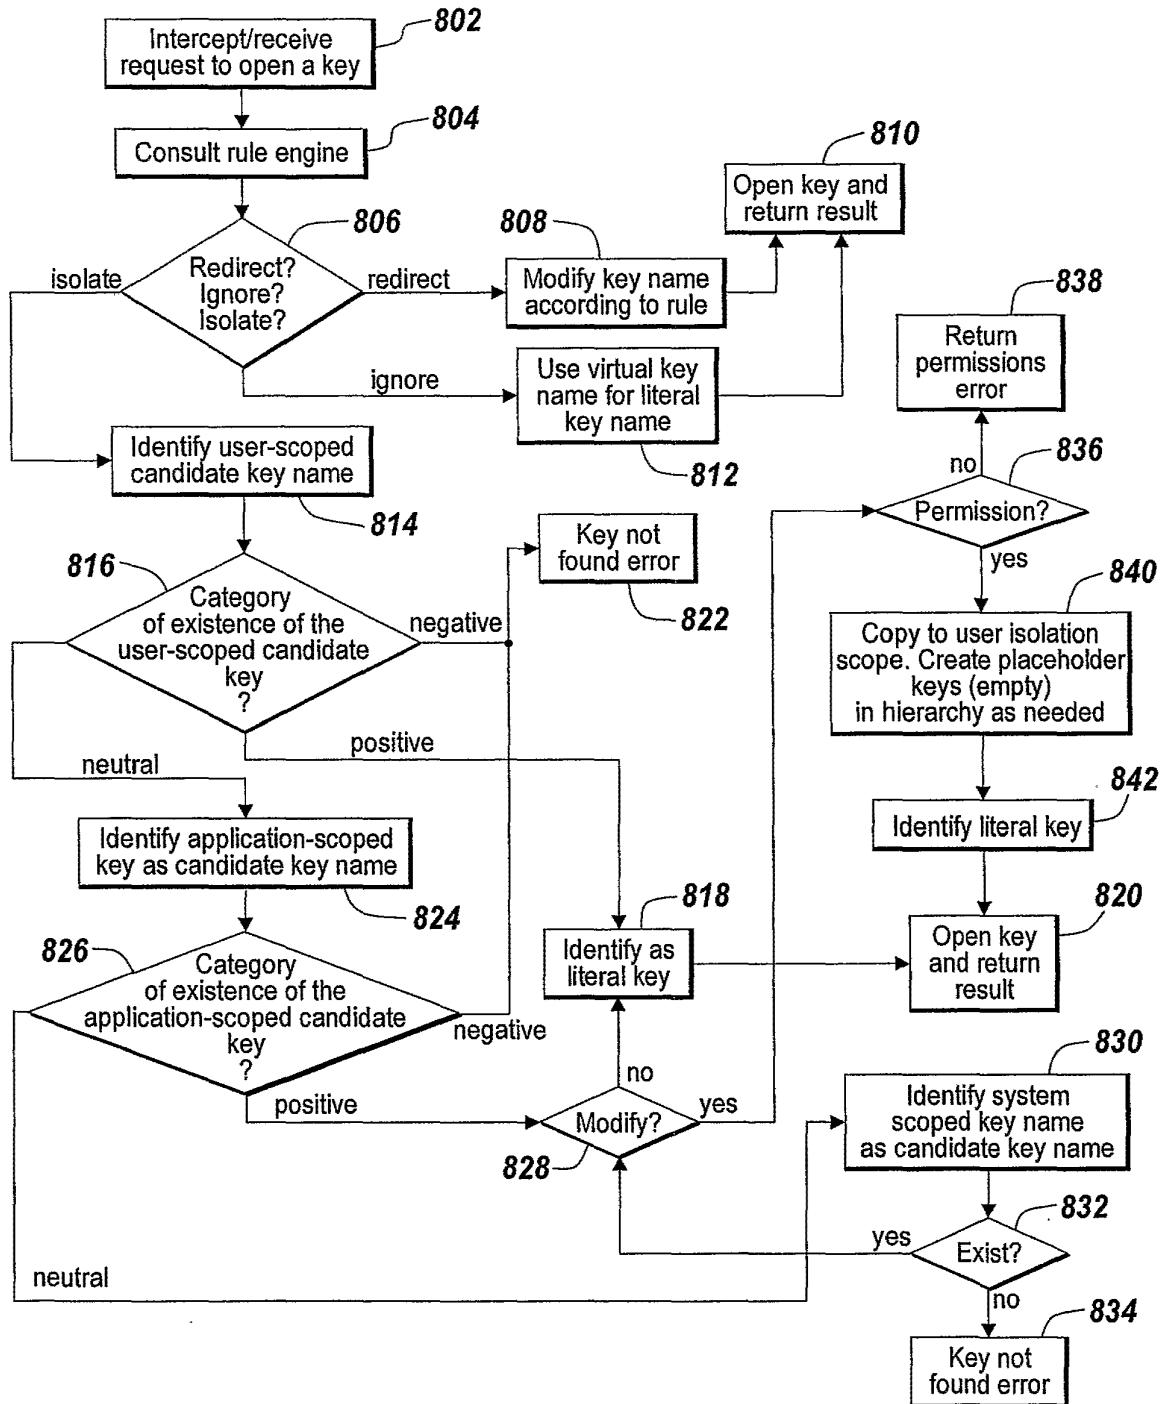 802
Intercept/receive
request to open a key
804
Consult rule engine
810
Open key and
return result
806
808
isolate
Redirect?
Ignore?
Isolate?
redirect
Modify key name
according to rule
838
Return
permissions
error
ignore
Use virtual key
name for literal
key name
812
Identify user-scoped
candidate key name
814
no
836
Permission?
yes
Key not
found error
822
816
Category
of existence of the
user-scoped candidate
key
?
negative
840
Copy to user isolation
scope. Create placeholder
keys (empty)
in hierarchy as needed
positive
neutral
842
Identify literal key
Identify application-scoped
key as candidate key name
824
818
Identify as
literal key
820
Open key
and return
result
826
Category
of existence of the
application-scoped candidate
key
?
negative
no
positive
Modify?
yes
828
830
Identify system
scoped key name
as candidate key name
832
yes
Exist?
neutral
no
834
Key not
found error